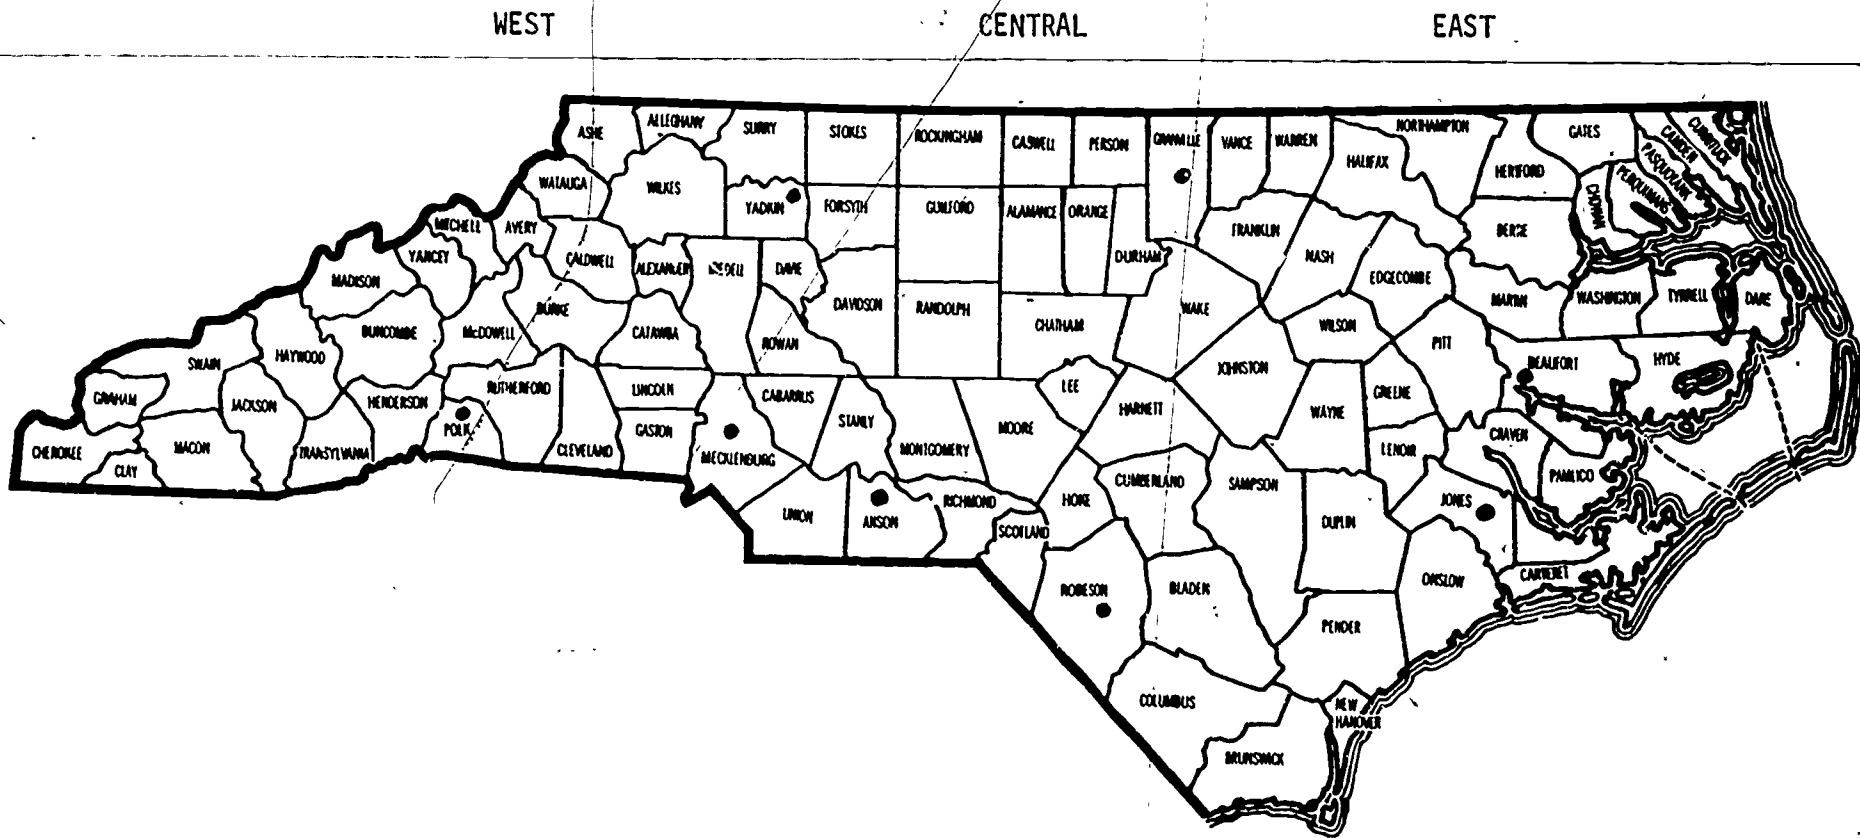 WEST CENTRAL EAST
ASHE ALLEGHANY SURRY STOKES ROCKINGHAM CASWELL PERSON GRANVILLE VANCE WARREN NORTHAMPTON GATES CAMDEN CURRITUCK
HALIFAX HERTFORD PASQUOTANK
WATAUGA WILKES YADKIN FORSYTH GUILFORD ALAMANCE ORANGE CHOWAN PERQUIMANS
MITCHELL AVERY FRANKLIN BERTIE
YANCEY CALDWELL ALEXANDER IREDELL DAVIE DURHAM NASH
MADISON EDGECOMBE
BURKE DAVIDSON RANDOLPH WAKE MARTIN WASHINGTON TYRRELL DARE
BUNCOMBE McDOWELL CATAWBA CHATHAM WILSON
ROWAN PITT
SWAIN HAYWOOD JOHNSTON BEAUFORT HYDE
GRAHAM JACKSON HENDERSON RUTHERFORD LINCOLN CABARRUS LEE HARNETT WAYNE GREENE
POLK GASTON STANLY MOORE
CHEROKEE MACON TRANSYLVANIA CLEVELAND MECKLENBURG MONTGOMERY LENOIR CRAVEN
CLAY CUMBERLAND SAMPSON PAMLICO
UNION ANSON RICHMOND HOKE DUPLIN JONES
SCOTLAND
ROBESON BLADEN ONSLOW CARTERET
PENDER
COLUMBUS NEW
HANOVER
BRUNSWICK